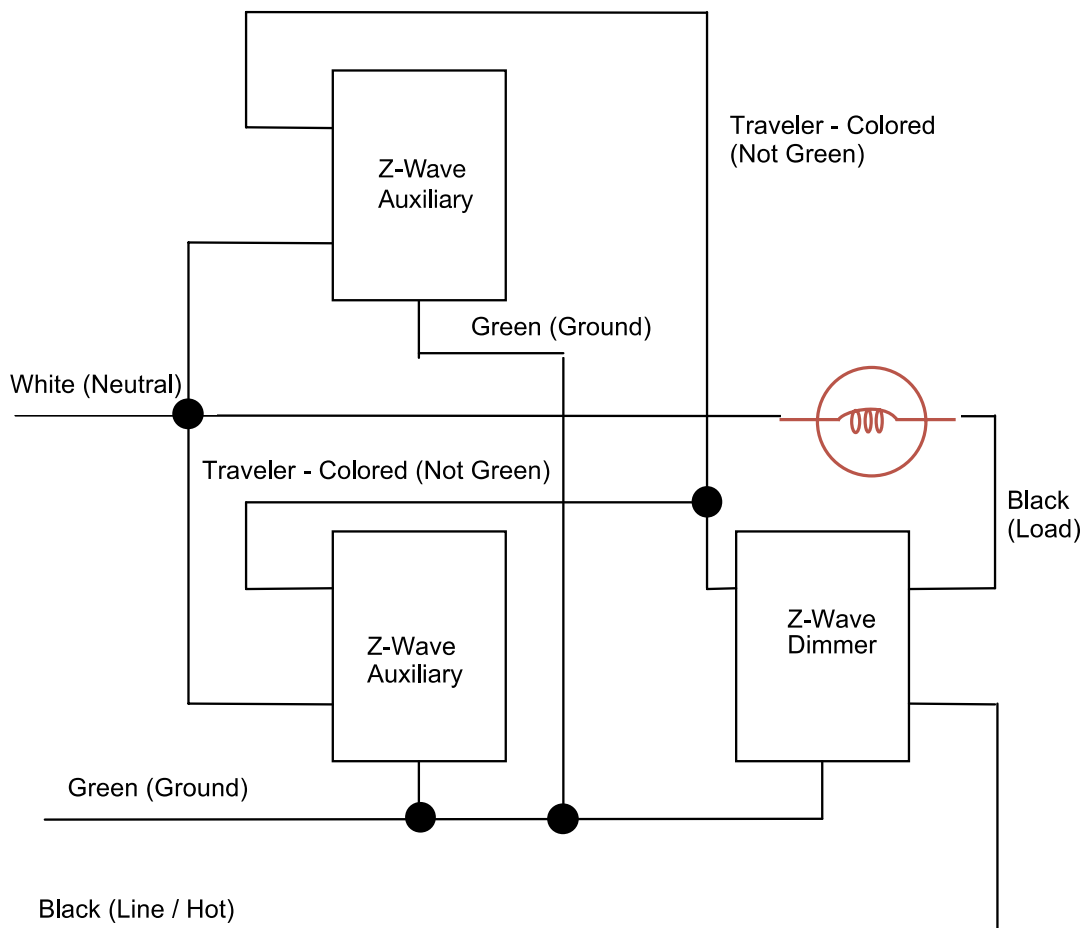 Traveler - Colored
(Not Green)
Z-Wave
Auxiliary
Green (Ground)
White (Neutral)
Traveler - Colored (Not Green)
Black
(Load)
Z-Wave
Dimmer
Z-Wave
Auxiliary
Green (Ground)
Black (Line / Hot)